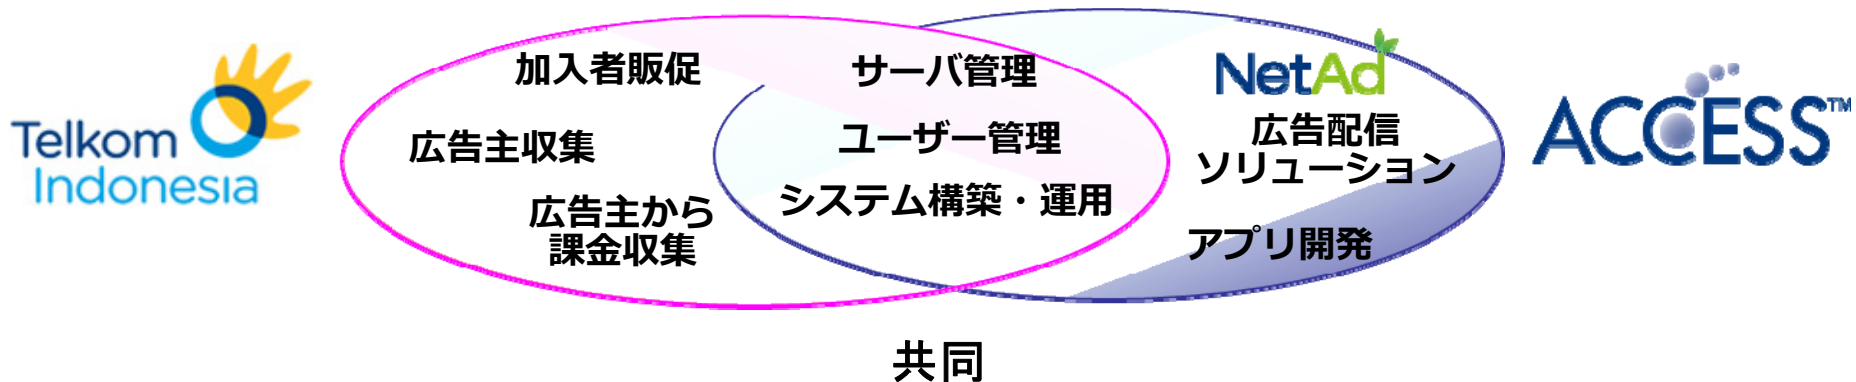 Telkom
Indonesia
加入者販促
広告主収集
広告主から
課金収集
サーバ管理
ユーザー管理
システム構築・運用
NetAd
広告配信
ソリューション
アプリ開発
ACCESS™
共同